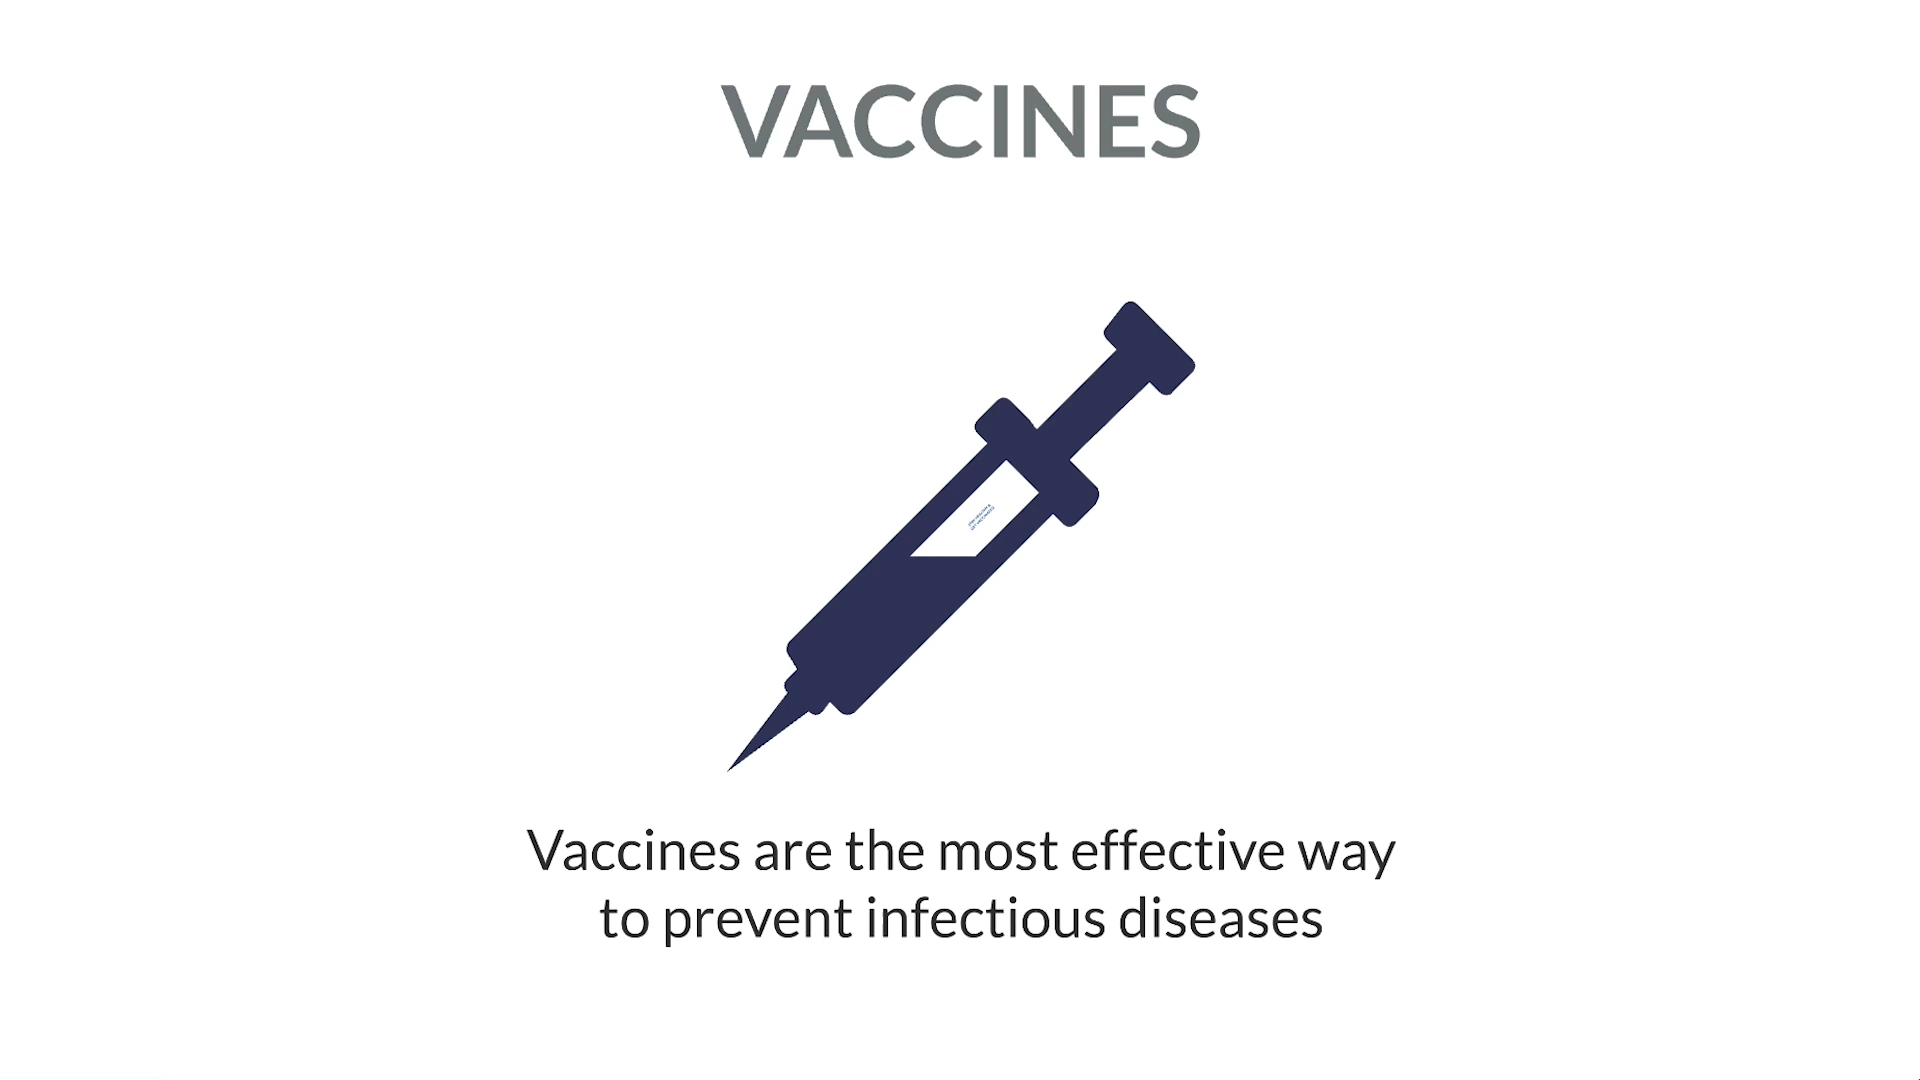 VACCINES
Vaccines are the most effective way
to prevent infectious diseases